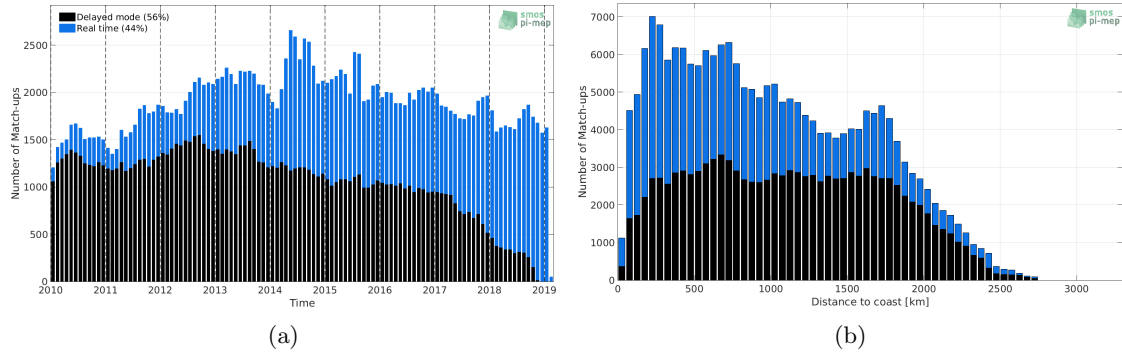 Delayed mode (56%)
Real time (44%)
smos
pi-mep
2500
2000
1500
1000
500
0
Number of Match-ups
2010 2011 2012 2013 2014 2015 2016 2017 2018 2019
Time
(a)
smos
pi-mep
7000
6000
5000
4000
3000
2000
1000
0
Number of Match-ups
0 500 1000 1500 2000 2500 3000
Distance to coast [km]
(b)